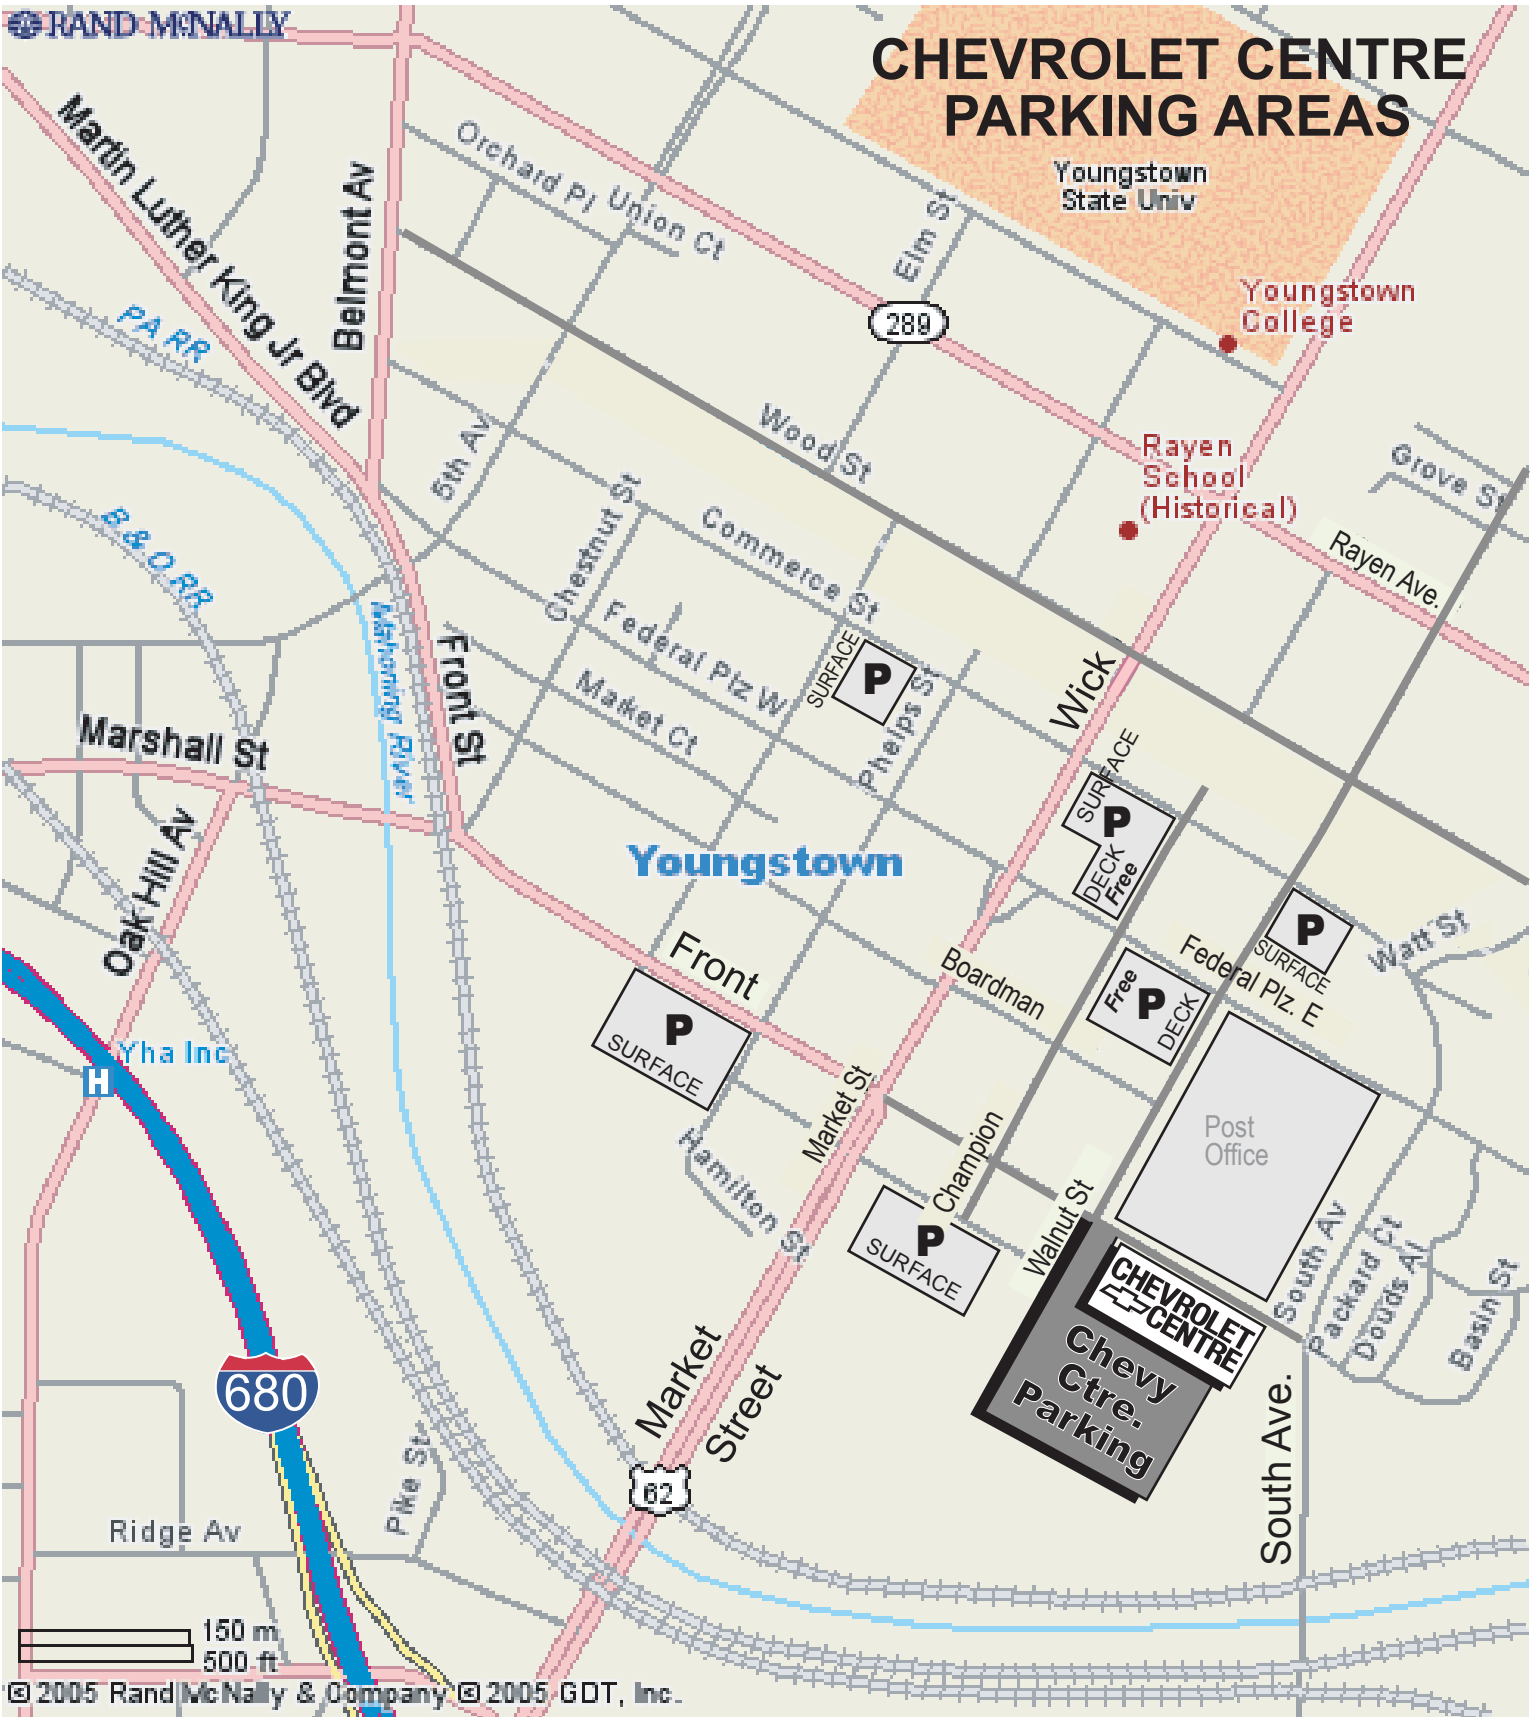 RAND McNALLY
CHEVROLET CENTRE
PARKING AREAS
Youngstown
State Univ
Martin Luther King Jr Blvd
Belmont Av
Orchard Pl
Union Ct
Elm St
289
Youngstown
College
PA RR
5th Av
Wood St
Rayen
School
(Historical)
Grove St
Rayen Ave.
B & O RR
Chestnut St
Commerce St
Mahoning River
Front St
Federal Plz W
Market Ct
SURFACE
P
Phelps St
Wick
Marshall St
Oak Hill Av
SURFACE
P
DECK
Free
Youngstown
Front
Boardman
P
SURFACE
Watt St
Federal Plz. E
Free
P
DECK
P
SURFACE
Yha Inc
H
Market St
Champion
Hamilton St
Post
Office
Walnut St
P
SURFACE
South Av
Packard Ct
Douds Al
Basin St
CHEVROLET
CENTRE
Chevy
Ctre.
Parking
680
Market
Street
South Ave.
Pike St
62
Ridge Av
150 m
500 ft
© 2005 Rand McNally & Company © 2005 GDT, Inc.